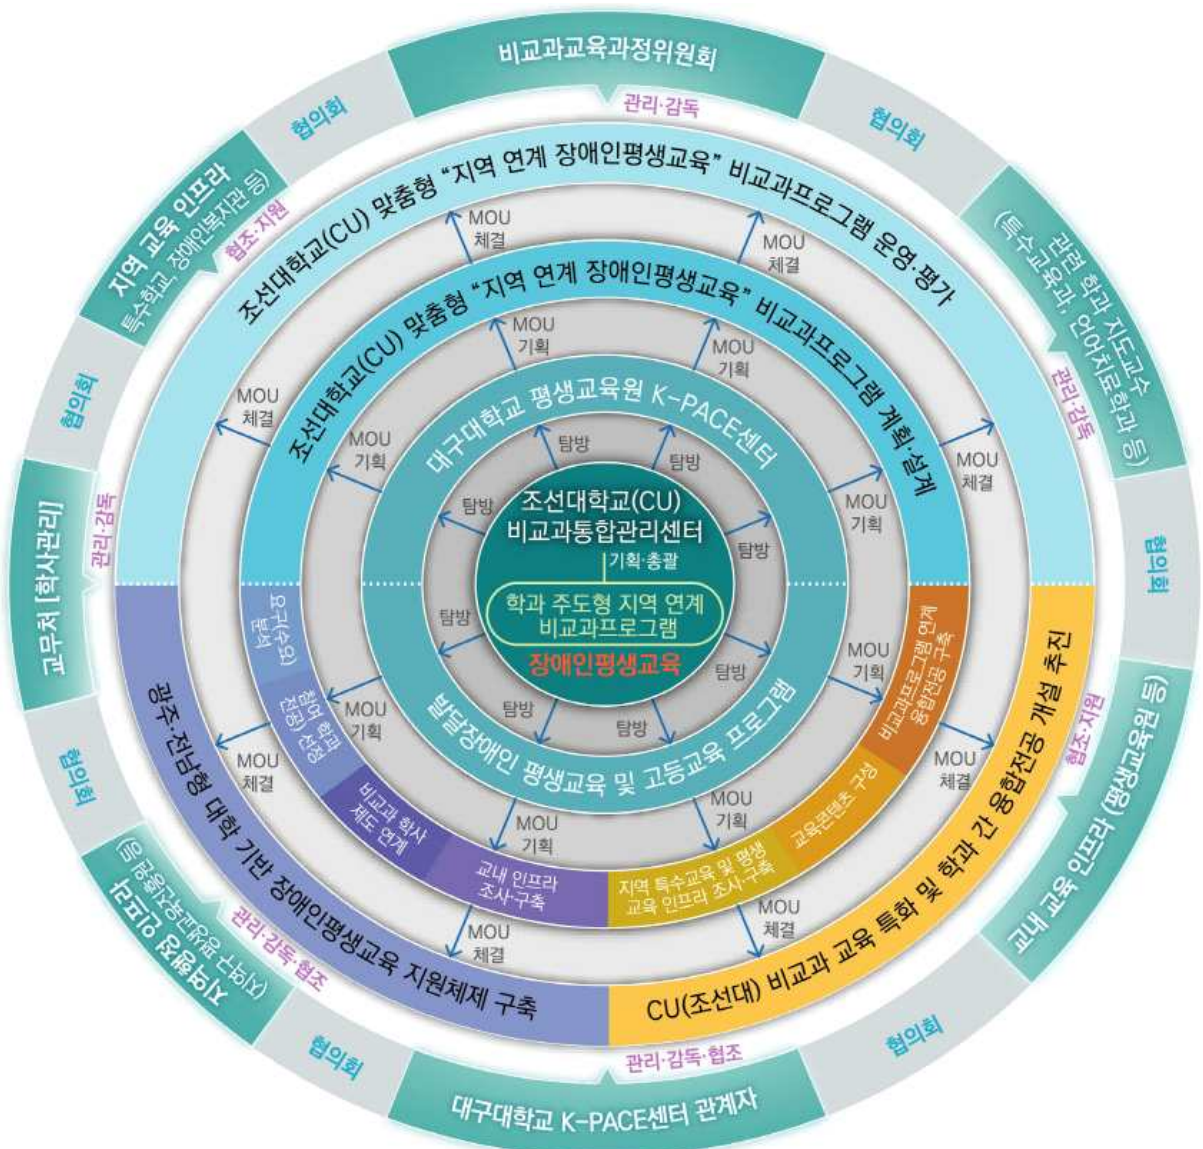 비교과교육과정위원회
관리·감독
협의회
관련 학과 지도교수
(특수교육과, 언어치료학과 등)
관리·감독
협의회
교내 교육 인프라 (평생교육원 등)
협조·지원
협의회
대구대학교 K-PACE센터 관계자
관리·감독·협조
협의회
지역행정 인프라
(지역구 평생교육진흥원 등)
관리·감독·협조
협의회
교무처 [학사관리]
관리·감독
협의회
지역 교육 인프라
특수학교, 장애인복지관 등)
협조·지원
협의회
조선대학교(CU) 맞춤형 “지역 연계 장애인평생교육” 비교과프로그램 운영·평가
MOU
체결
MOU
체결
MOU
체결
MOU
체결
MOU
체결
MOU
체결
MOU
체결
MOU
체결
조선대학교(CU) 맞춤형 “지역 연계 장애인평생교육” 비교과프로그램 계획·설계
MOU
기획
MOU
기획
MOU
기획
MOU
기획
MOU
기획
MOU
기획
MOU
기획
MOU
기획
대구대학교 평생교육원 K-PACE센터
탐방
탐방
탐방
탐방
탐방
탐방
탐방
탐방
조선대학교(CU)
비교과통합관리센터
기획·총괄
학과 주도형 지역 연계
비교과프로그램
장애인평생교육
발달장애인 평생교육 및 고등교육 프로그램
요구(수요)
분석
참여 학과
전공) 선정
비교과 학사
제도 연계
교내 인프라
조사·구축
지역 특수교육 및 평생
교육 인프라 조사·구축
교육콘텐츠 구성
비교과프로그램 연계
융합전공 구축
광주·전남형 대학 기반 장애인평생교육 지원체제 구축
CU(조선대) 비교과 교육 특화 및 학과 간 융합전공 개설 추진